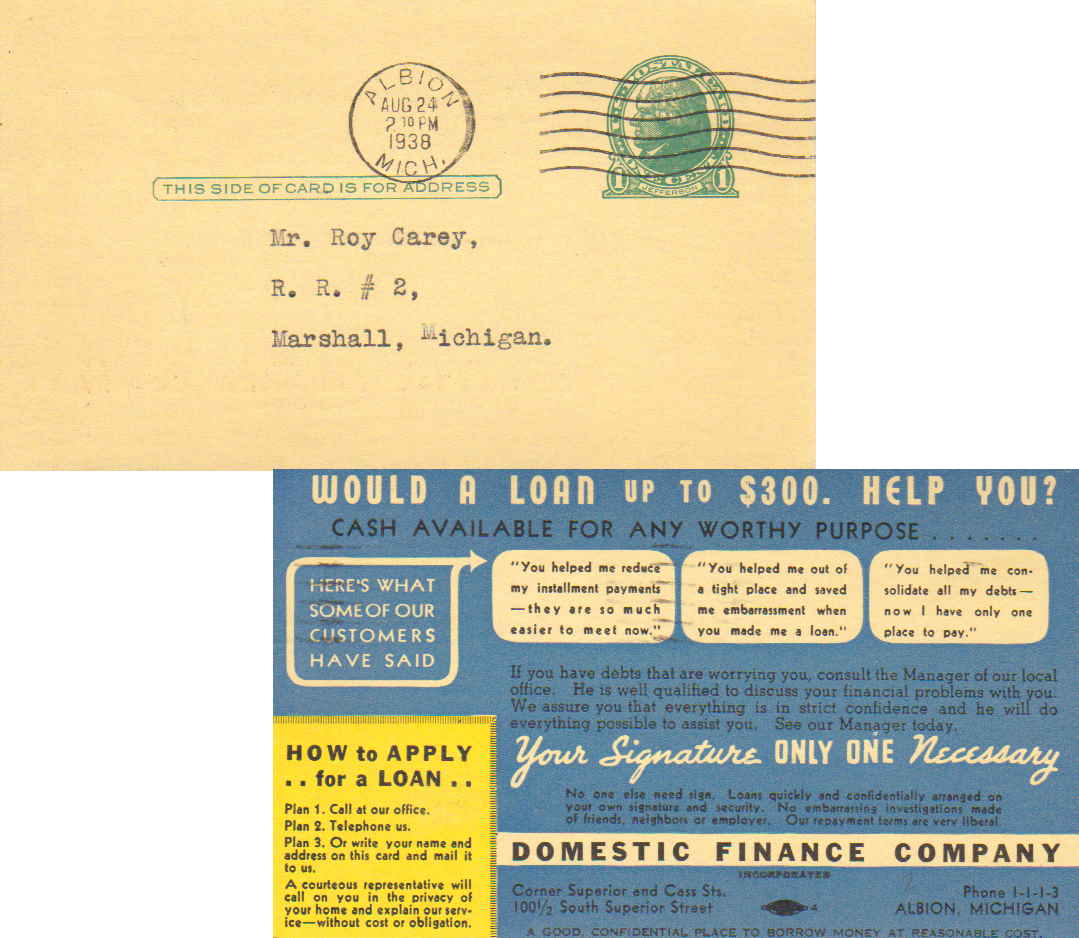 ALBION
AUG 24
2 10 PM
1938
MICH.
U.S. POSTAGE
1 JEFFERSON 1
THIS SIDE OF CARD IS FOR ADDRESS
Mr. Roy Carey,
R. R. # 2,
Marshall, Michigan.
WOULD A LOAN UP TO $300. HELP YOU?
CASH AVAILABLE FOR ANY WORTHY PURPOSE . . . . . . .
HERE'S WHAT
SOME OF OUR
CUSTOMERS
HAVE SAID
"You helped me reduce
my installment payments
—they are so much
easier to meet now."
"You helped me out of
a tight place and saved
me embarrassment when
you made me a loan."
"You helped me con-
solidate all my debts—
now I have only one
place to pay."
If you have debts that are worrying you, consult the Manager of our local
office. He is well qualified to discuss your financial problems with you.
We assure you that everything is in strict confidence and he will do
everything possible to assist you. See our Manager today.
Your Signature ONLY ONE Necessary
No one else need sign. Loans quickly and confidentially arranged on
your own signature and security. No embarrassing investigations made
of friends, neighbors or employer. Our repayment terms are very liberal.
HOW to APPLY
. . for a LOAN . .
Plan 1. Call at our office.
Plan 2. Telephone us.
Plan 3. Or write your name and
address on this card and mail it
to us.
A courteous representative will
call on you in the privacy of
your home and explain our serv-
ice—without cost or obligation.
DOMESTIC FINANCE COMPANY
INCORPORATED
Corner Superior and Cass Sts.
100½ South Superior Street
4
Phone 1-1-1-3
ALBION, MICHIGAN
A GOOD, CONFIDENTIAL PLACE TO BORROW MONEY AT REASONABLE COST.